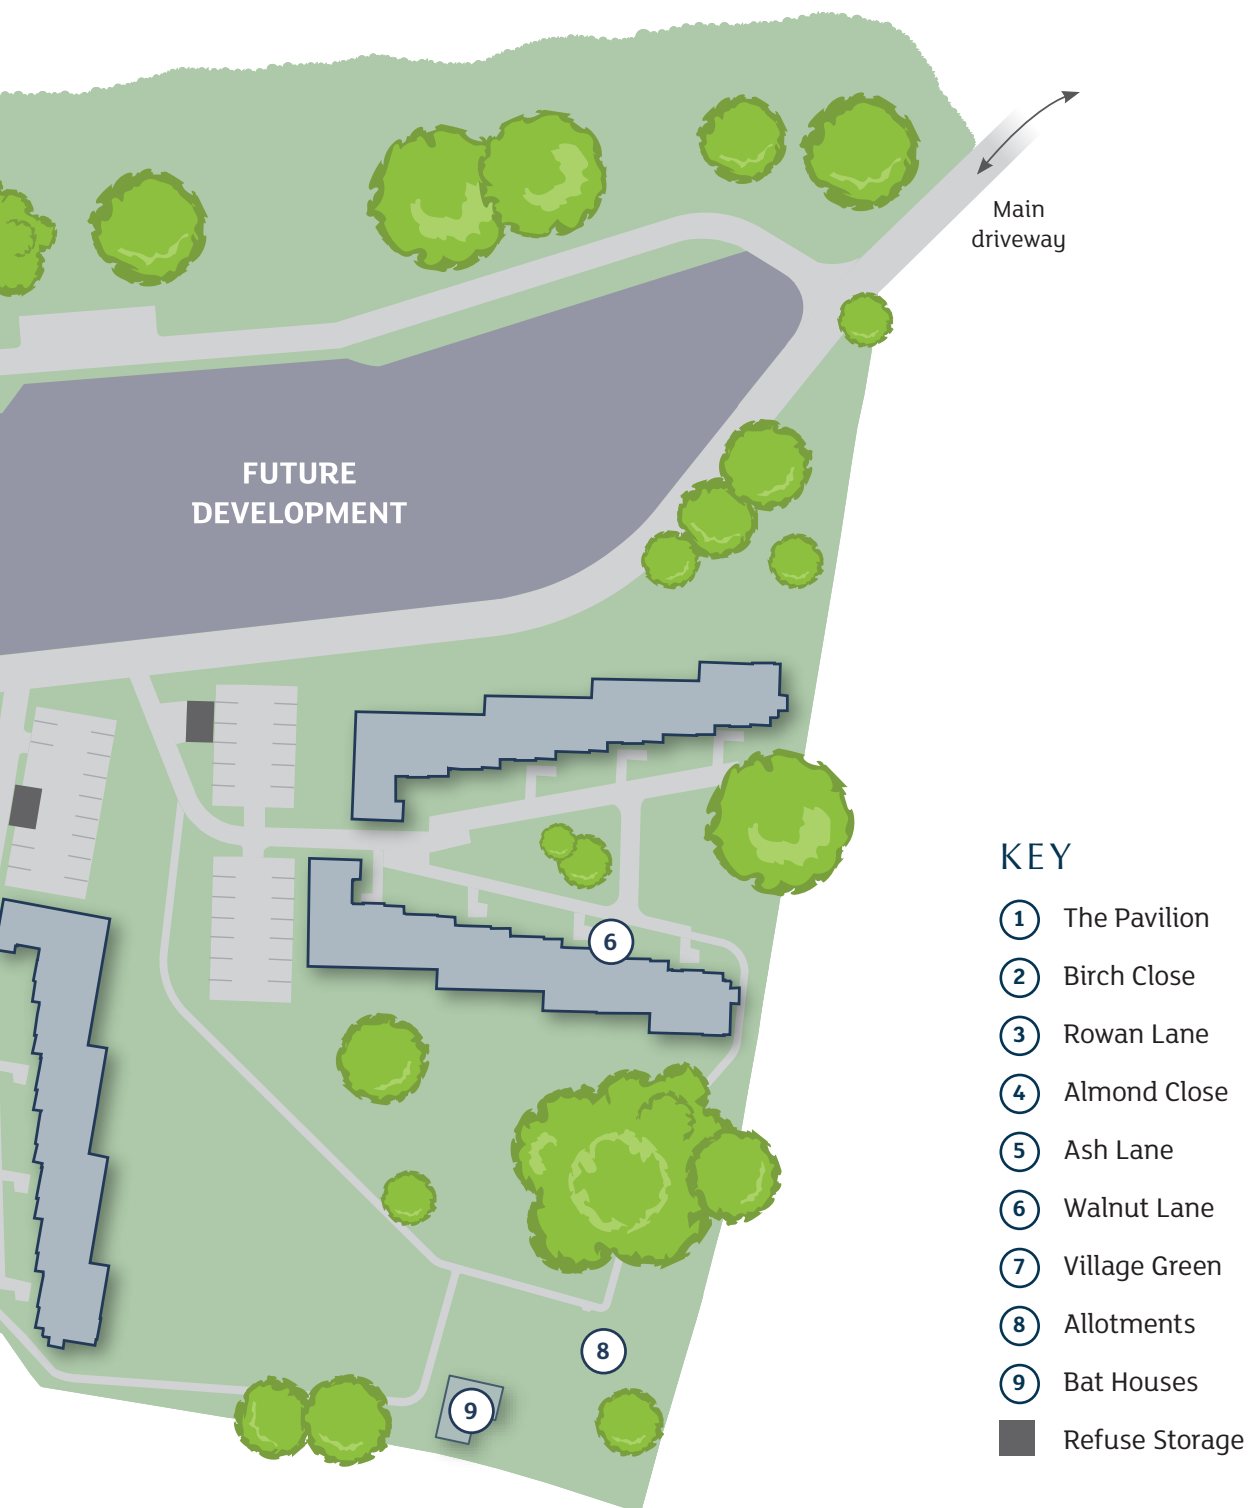 Main
driveway
FUTURE
DEVELOPMENT
6
8
9
KEY
1 The Pavilion
2 Birch Close
3 Rowan Lane
4 Almond Close
5 Ash Lane
6 Walnut Lane
7 Village Green
8 Allotments
9 Bat Houses
Refuse Storage